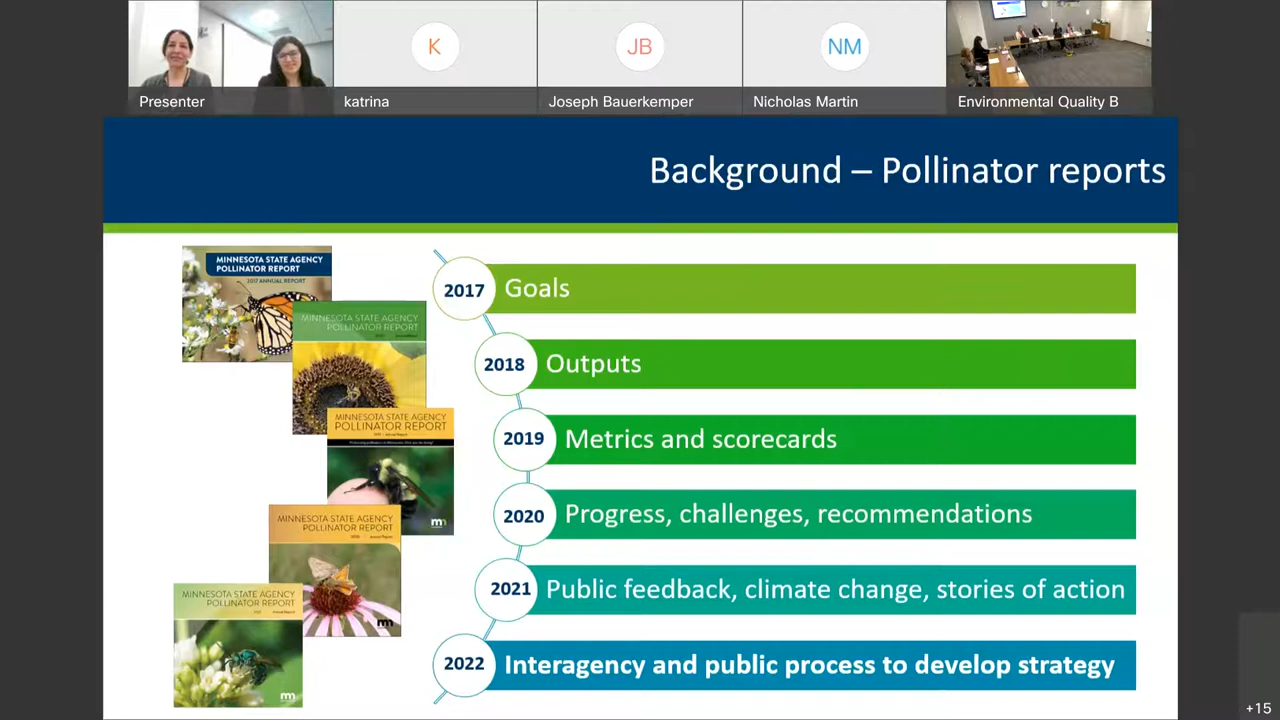 K
JB
NM
Presenter
katrina
Joseph Bauerkemper
Nicholas Martin
Environmental Quality B
Background – Pollinator reports
MINNESOTA STATE AGENCY
POLLINATOR REPORT
2017 ANNUAL REPORT
MINNESOTA STATE AGENCY
POLLINATOR REPORT
MINNESOTA STATE AGENCY
POLLINATOR REPORT
MINNESOTA STATE AGENCY
POLLINATOR REPORT
MINNESOTA STATE AGENCY
POLLINATOR REPORT
2017 Goals
2018 Outputs
2019 Metrics and scorecards
2020 Progress, challenges, recommendations
2021 Public feedback, climate change, stories of action
2022 Interagency and public process to develop strategy
+15